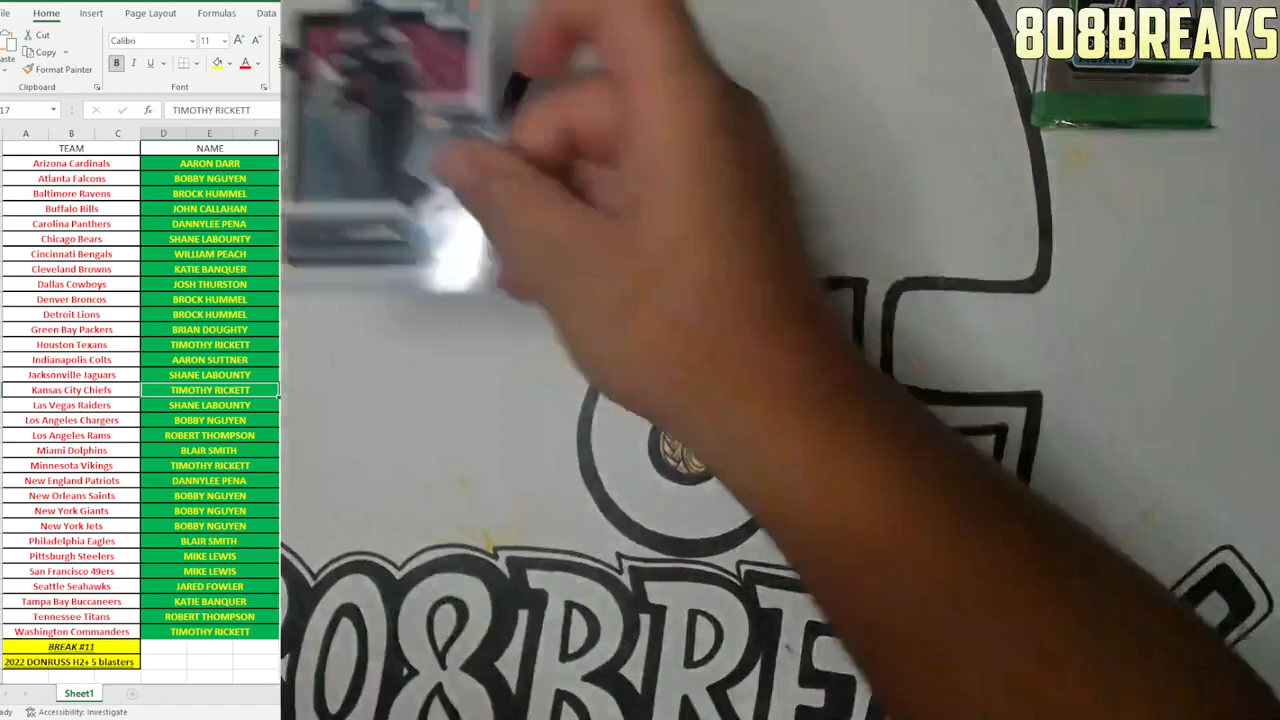 Home Insert Page Layout Formulas Data
Cut
Copy
Format Painter
Calibri 11
B I U
Clipboard Font
17 TIMOTHY RICKETT
A B C D E F
TEAM NAME
Arizona Cardinals AARON DARR
Atlanta Falcons BOBBY NGUYEN
Baltimore Ravens BROCK HUMMEL
Buffalo Bills JOHN CALLAHAN
Carolina Panthers DANNYLEE PENA
Chicago Bears SHANE LABOUNTY
Cincinnati Bengals WILLIAM PEACH
Cleveland Browns KATIE BANQUER
Dallas Cowboys JOSH THURSTON
Denver Broncos BROCK HUMMEL
Detroit Lions BROCK HUMMEL
Green Bay Packers BRIAN DOUGHTY
Houston Texans TIMOTHY RICKETT
Indianapolis Colts AARON SUTTNER
Jacksonville Jaguars SHANE LABOUNTY
Kansas City Chiefs TIMOTHY RICKETT
Las Vegas Raiders SHANE LABOUNTY
Los Angeles Chargers BOBBY NGUYEN
Los Angeles Rams ROBERT THOMPSON
Miami Dolphins BLAIR SMITH
Minnesota Vikings TIMOTHY RICKETT
New England Patriots DANNYLEE PENA
New Orleans Saints BOBBY NGUYEN
New York Giants BOBBY NGUYEN
New York Jets BOBBY NGUYEN
Philadelphia Eagles BLAIR SMITH
Pittsburgh Steelers MIKE LEWIS
San Francisco 49ers MIKE LEWIS
Seattle Seahawks JARED FOWLER
Tampa Bay Buccaneers KATIE BANQUER
Tennessee Titans ROBERT THOMPSON
Washington Commanders TIMOTHY RICKETT
BREAK #11
2022 DONRUSS H2+ 5 blasters
Sheet1
Accessibility: Investigate
808BREAKS
808BRE